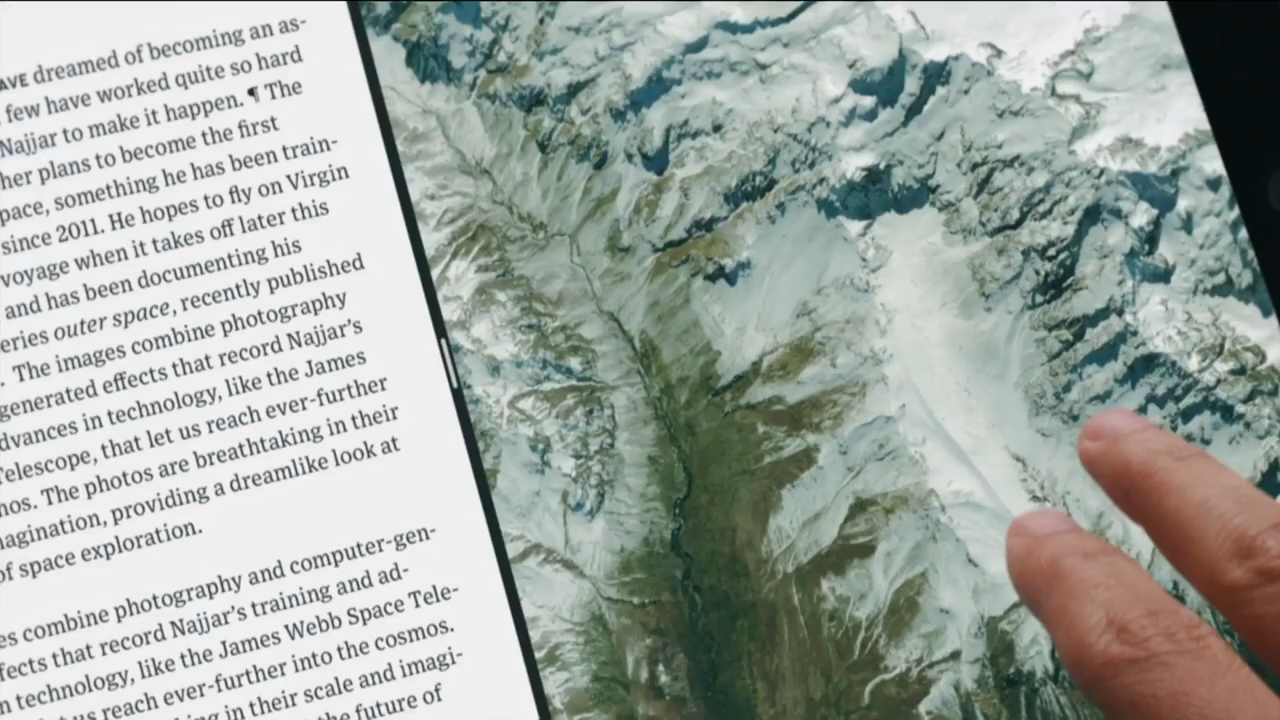 AVE dreamed of becoming an as-
, few have worked quite so hard
Najjar to make it happen. ¶ The
her plans to become the first
pace, something he has been train-
since 2011. He hopes to fly on Virgin
voyage when it takes off later this
and has been documenting his
eries outer space, recently published
. The images combine photography
generated effects that record Najjar's
dvances in technology, like the James
Telescope, that let us reach ever-further
mos. The photos are breathtaking in their
magination, providing a dreamlike look at
of space exploration.
es combine photography and computer-gen-
fects that record Najjar's training and ad-
n technology, like the James Webb Space Tele-
us reach ever-further into the cosmos.
in their scale and imagi-
the future of